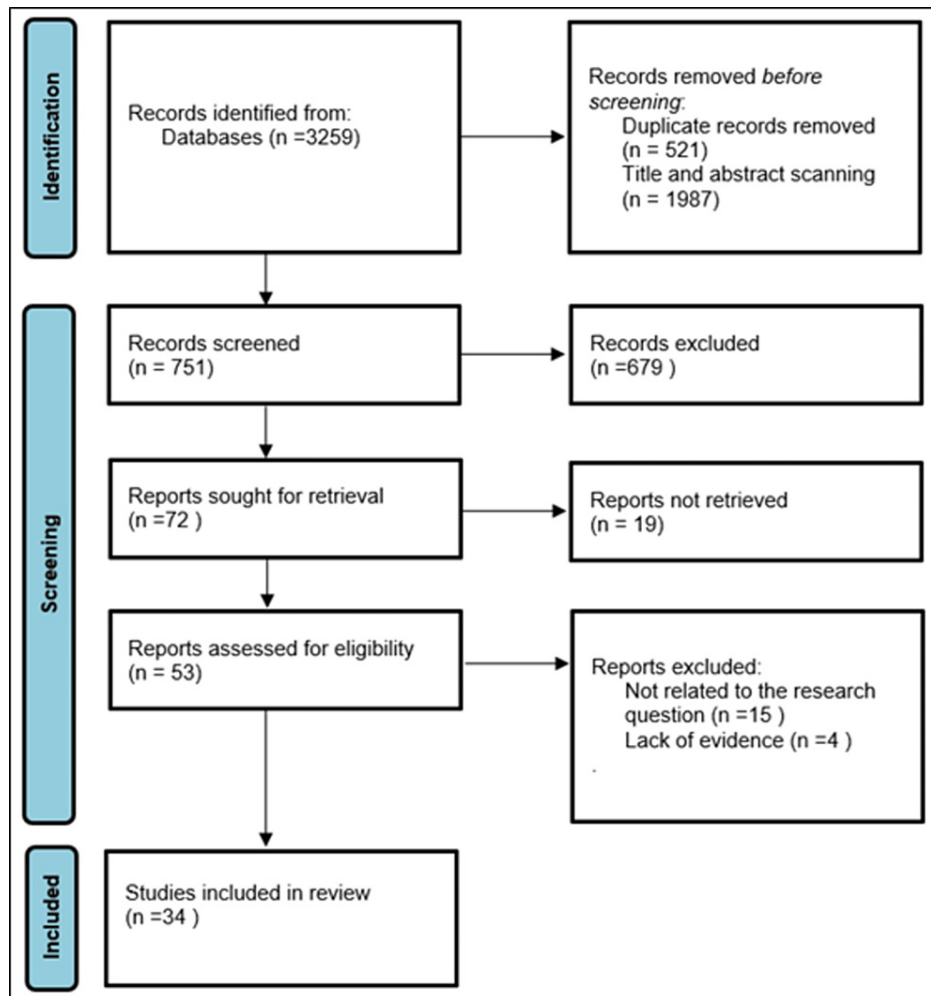 Identification
Records identified from:
Databases (n =3259)
Records removed before
screening:
Duplicate records removed
(n = 521)
Title and abstract scanning
(n = 1987)
Screening
Records screened
(n = 751)
Records excluded
(n =679 )
Reports sought for retrieval
(n =72 )
Reports not retrieved
(n = 19)
Reports assessed for eligibility
(n = 53)
Reports excluded:
Not related to the research
question (n =15 )
Lack of evidence (n =4 )
.
Included
Studies included in review
(n =34 )